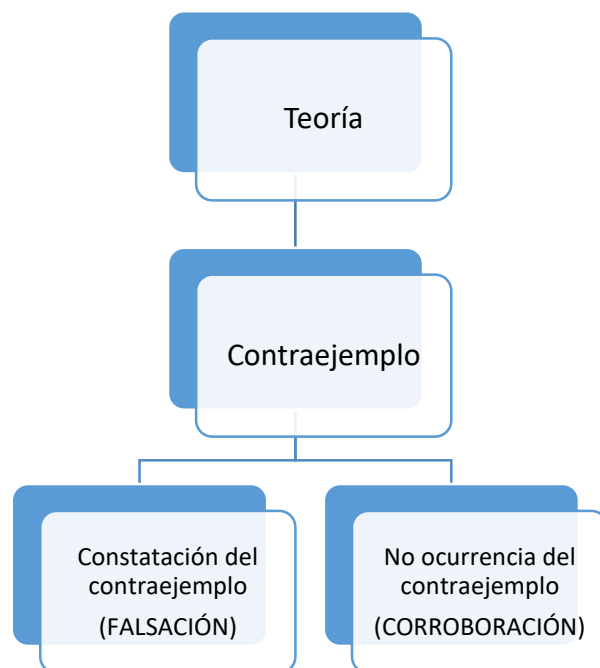 Teoría
Contraejemplo
Constatación del
contraejemplo
(FALSACIÓN)
No ocurrencia del
contraejemplo
(CORROBORACIÓN)